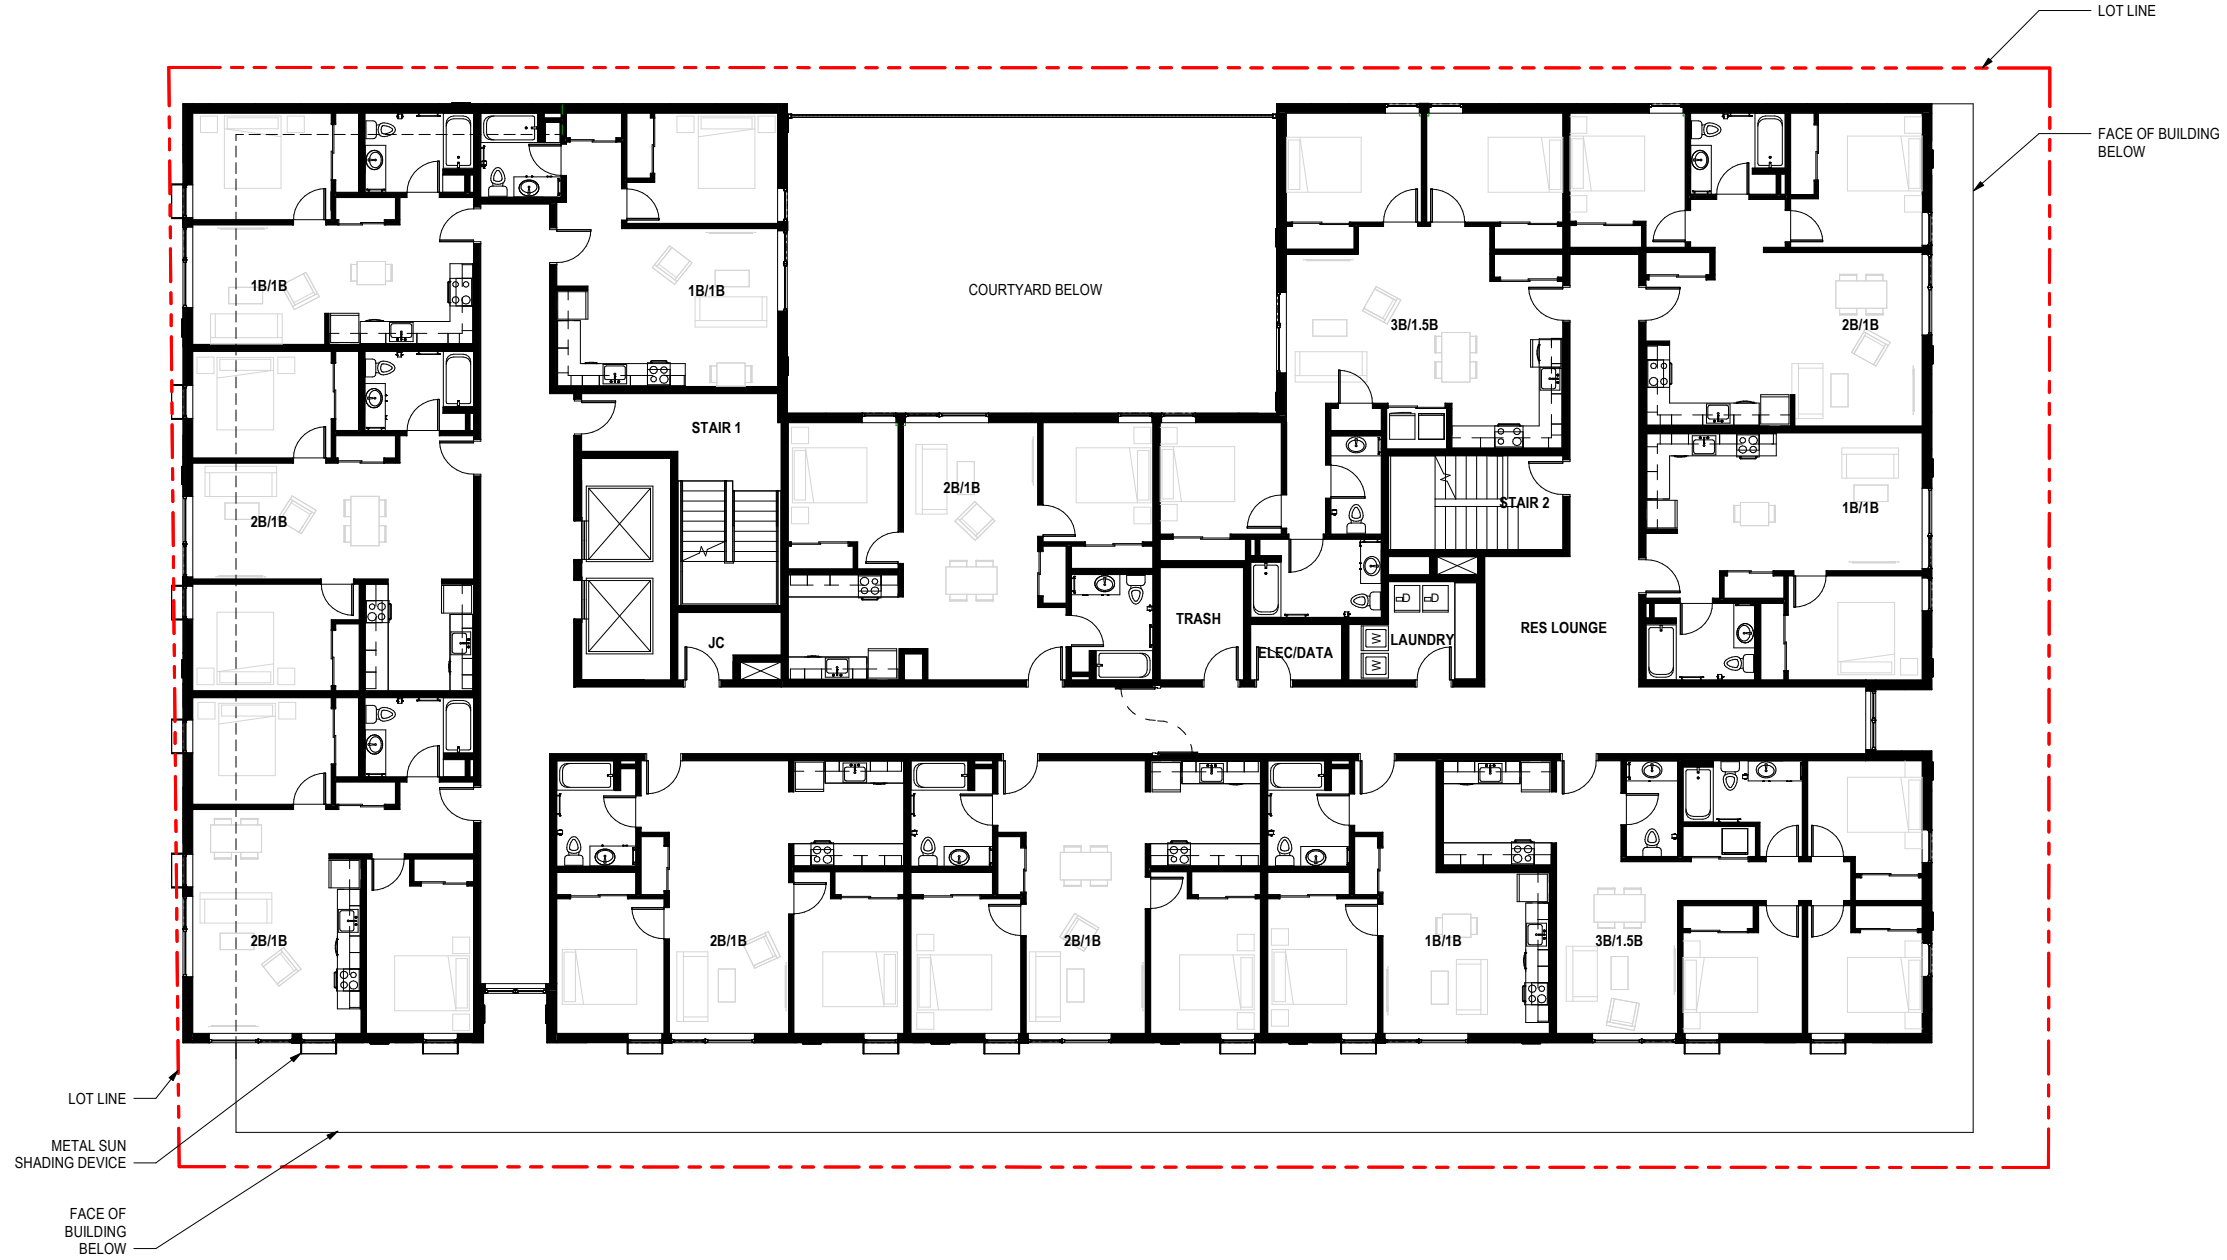 LOT LINE
FACE OF BUILDING
BELOW
1B/1B
1B/1B
COURTYARD BELOW
3B/1.5B
2B/1B
STAIR 1
2B/1B
2B/1B
STAIR 2
1B/1B
JC
TRASH
ELEC/DATA
D
D
W
W
LAUNDRY
RES LOUNGE
2B/1B
2B/1B
2B/1B
1B/1B
3B/1.5B
LOT LINE
METAL SUN
SHADING DEVICE
FACE OF
BUILDING
BELOW